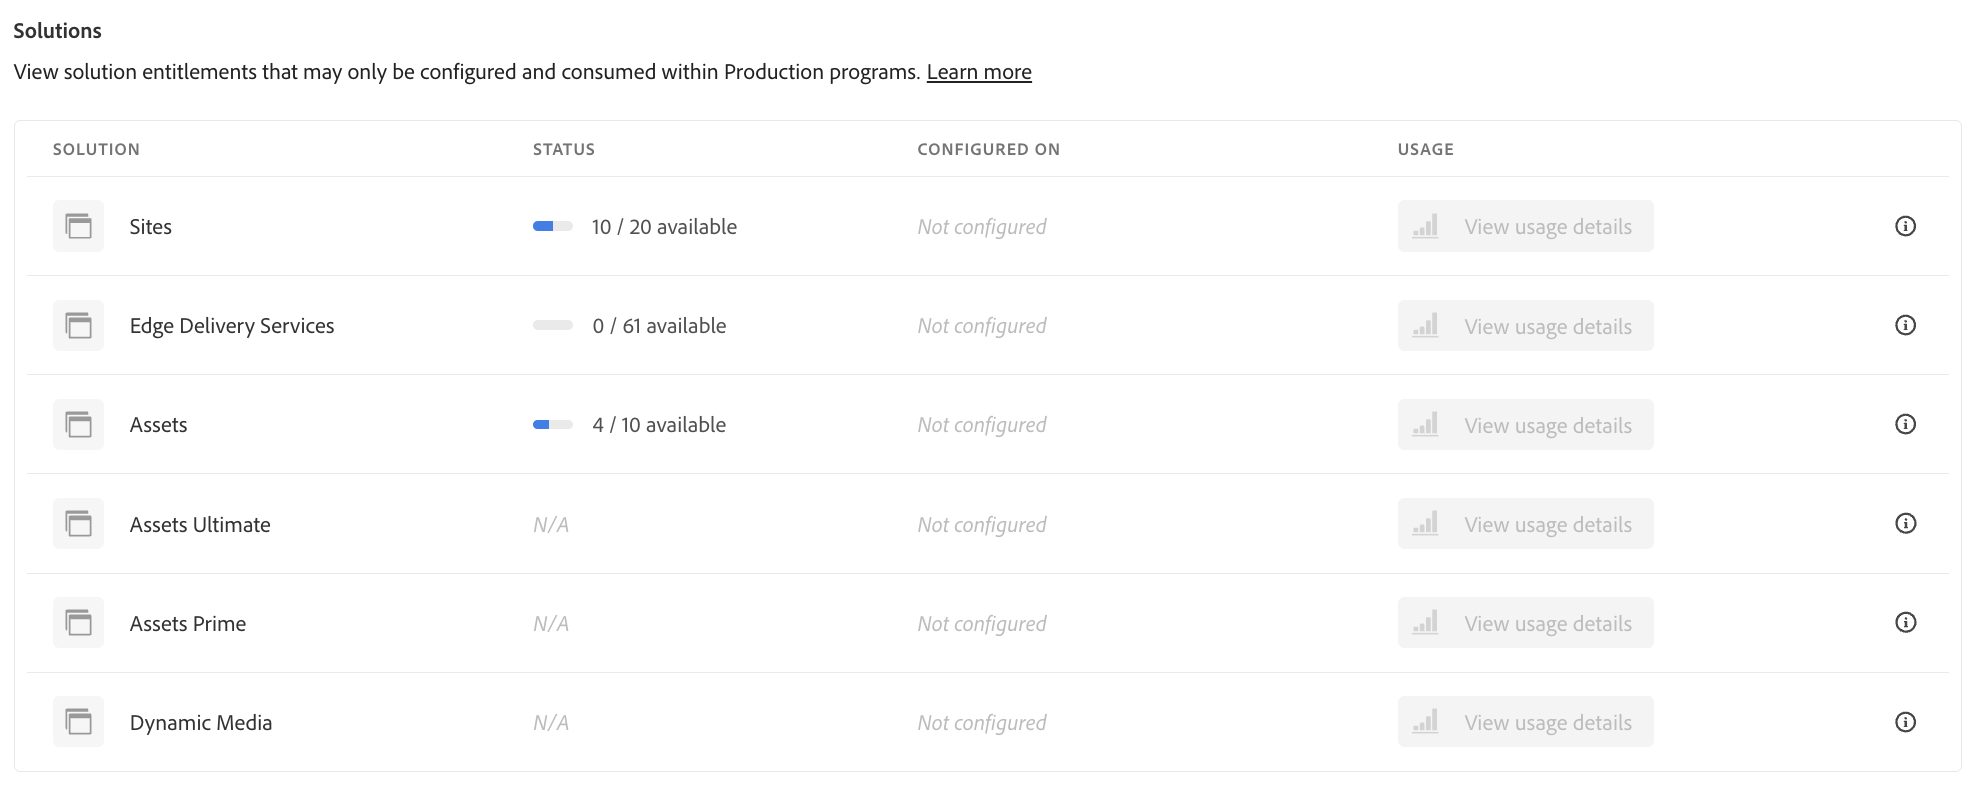 Solutions
View solution entitlements that may only be configured and consumed within Production programs. Learn more
SOLUTION STATUS CONFIGURED ON USAGE
Sites 10 / 20 available Not configured View usage details
Edge Delivery Services 0 / 61 available Not configured View usage details
Assets 4 / 10 available Not configured View usage details
Assets Ultimate N/A Not configured View usage details
Assets Prime N/A Not configured View usage details
Dynamic Media N/A Not configured View usage details